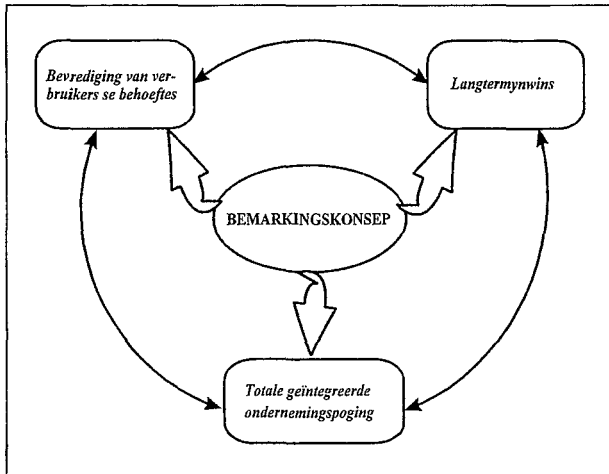 Bevrediging van ver-
bruikers se behoeftes
Langtermynwins
BEMARKINGSKONSEP
Totale geïntegreerde
ondernemingspoging